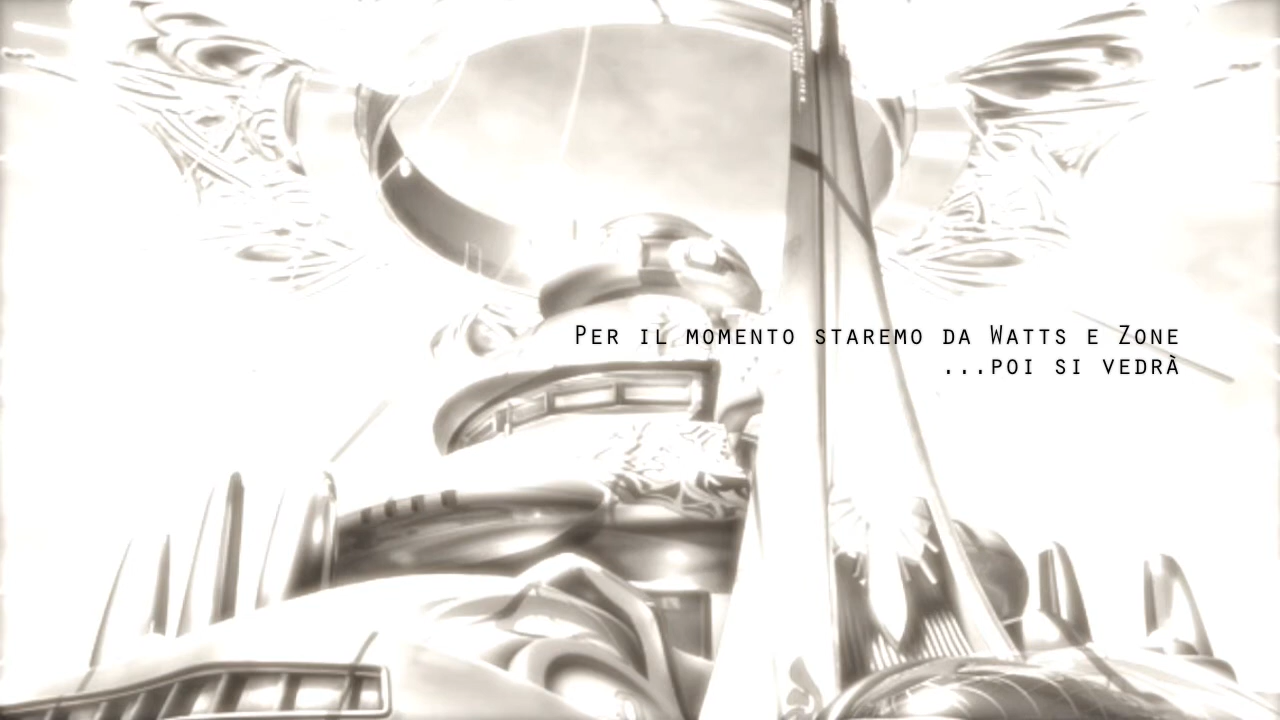 Per il momento staremo da Watts e Zone
...poi si vedrà